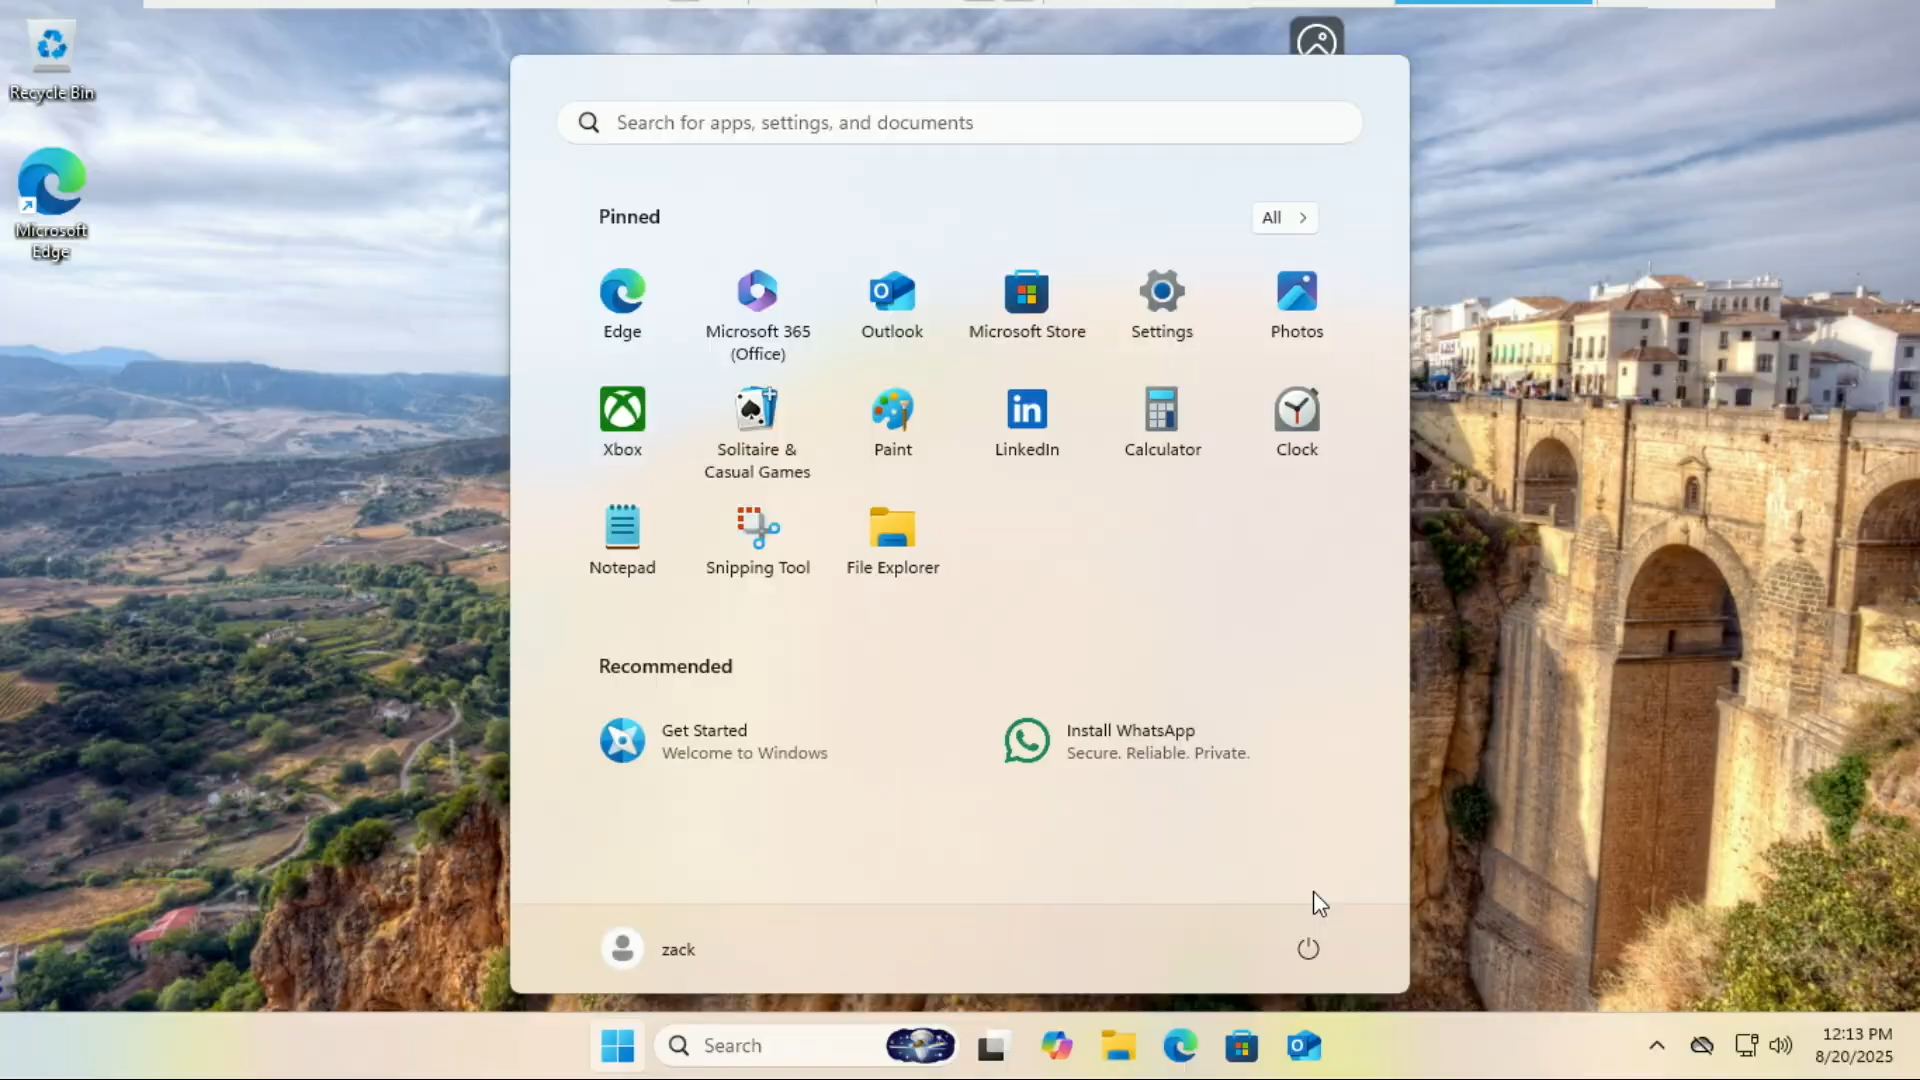 Recycle Bin
Microsoft
Edge
Search for apps, settings, and documents
Pinned
All
Edge
Microsoft 365
(Office)
Outlook
Microsoft Store
Settings
Photos
Xbox
Solitaire &
Casual Games
Paint
LinkedIn
Calculator
Clock
Notepad
Snipping Tool
File Explorer
Recommended
Get Started
Welcome to Windows
Install WhatsApp
Secure. Reliable. Private.
zack
Search
12:13 PM
8/20/2025